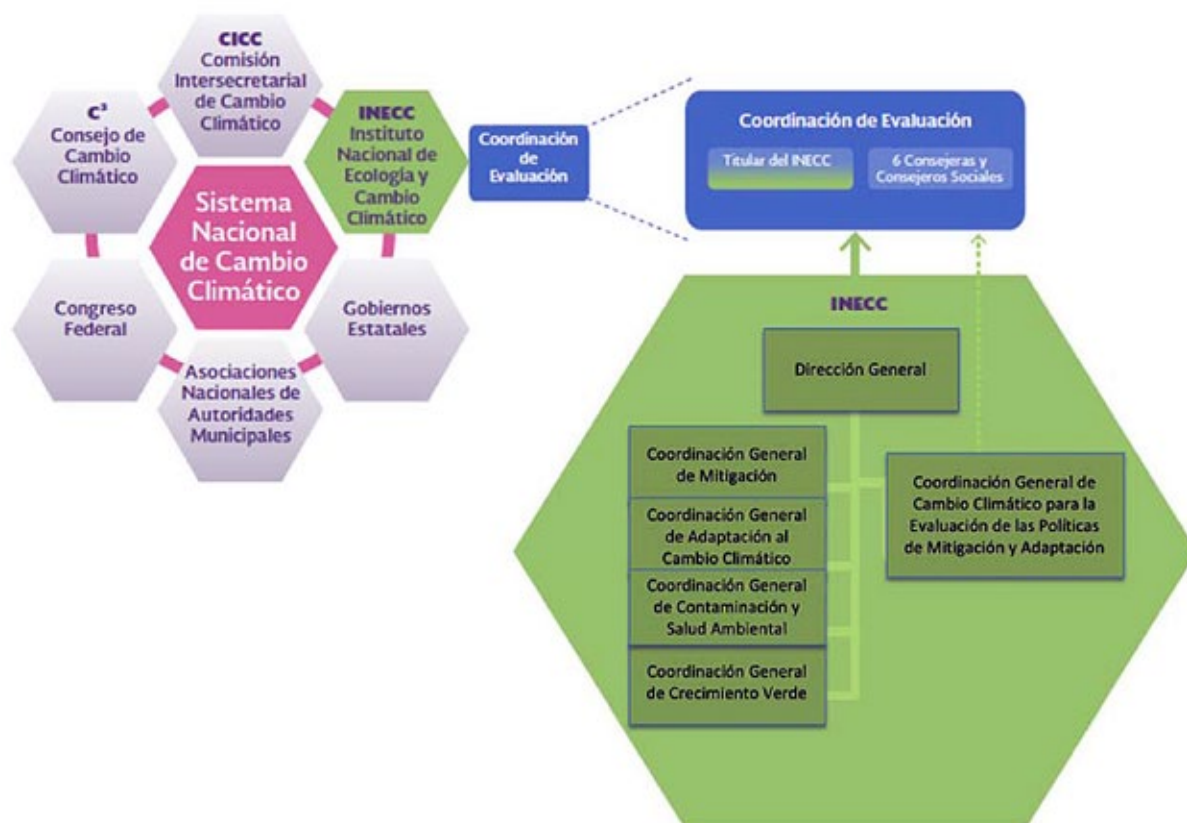 CICC
Comisión
Intersecretarial
de Cambio
Climático
C³
Consejo de
Cambio
Climático
INECC
Instituto
Nacional de
Ecología y
Cambio
Climático
Sistema
Nacional
de Cambio
Climático
Congreso
Federal
Gobiernos
Estatales
Asociaciones
Nacionales de
Autoridades
Municipales
Coordinación
de
Evaluación
Coordinación de Evaluación
Titular del INECC
6 Consejeras y
Consejeros Sociales
INECC
Dirección General
Coordinación General
de Mitigación
Coordinación General
de Adaptación al
Cambio Climático
Coordinación General
de Contaminación y
Salud Ambiental
Coordinación General
de Crecimiento Verde
Coordinación General de
Cambio Climático para la
Evaluación de las Políticas
de Mitigación y Adaptación